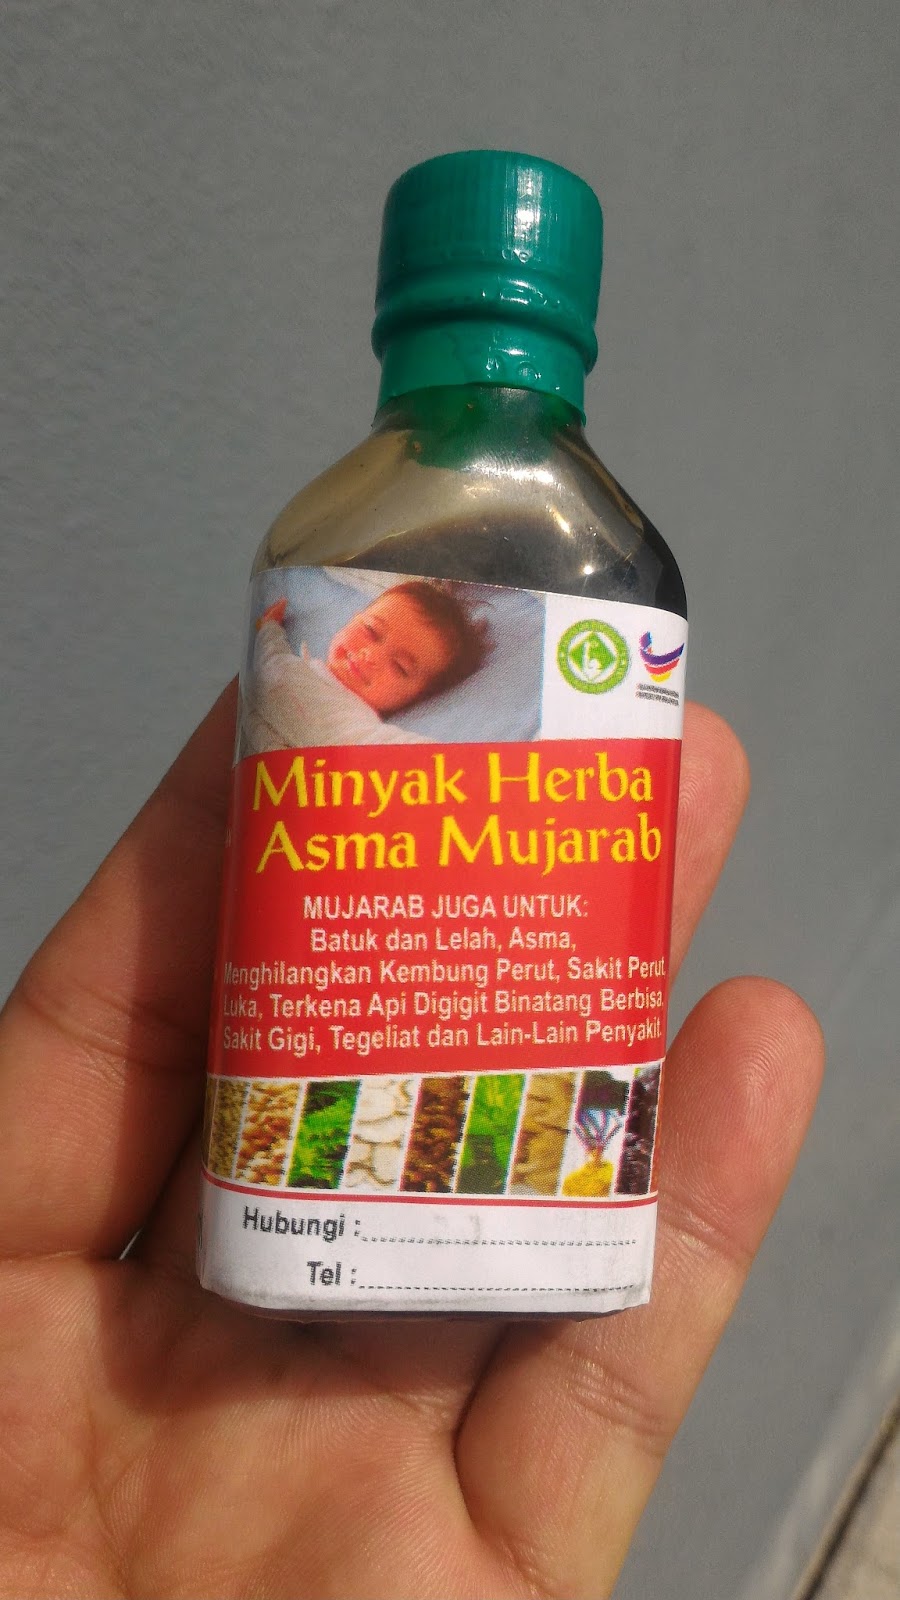 Minyak Herba
Asma Mujarab
MUJARAB JUGA UNTUK:
Batuk dan Lelah, Asma,
Menghilangkan Kembung Perut, Sakit Perut,
Luka, Terkena Api Digigit Binatang Berbisa,
Sakit Gigi, Tegeliat dan Lain-Lain Penyakit.
Hubungi :
Tel :